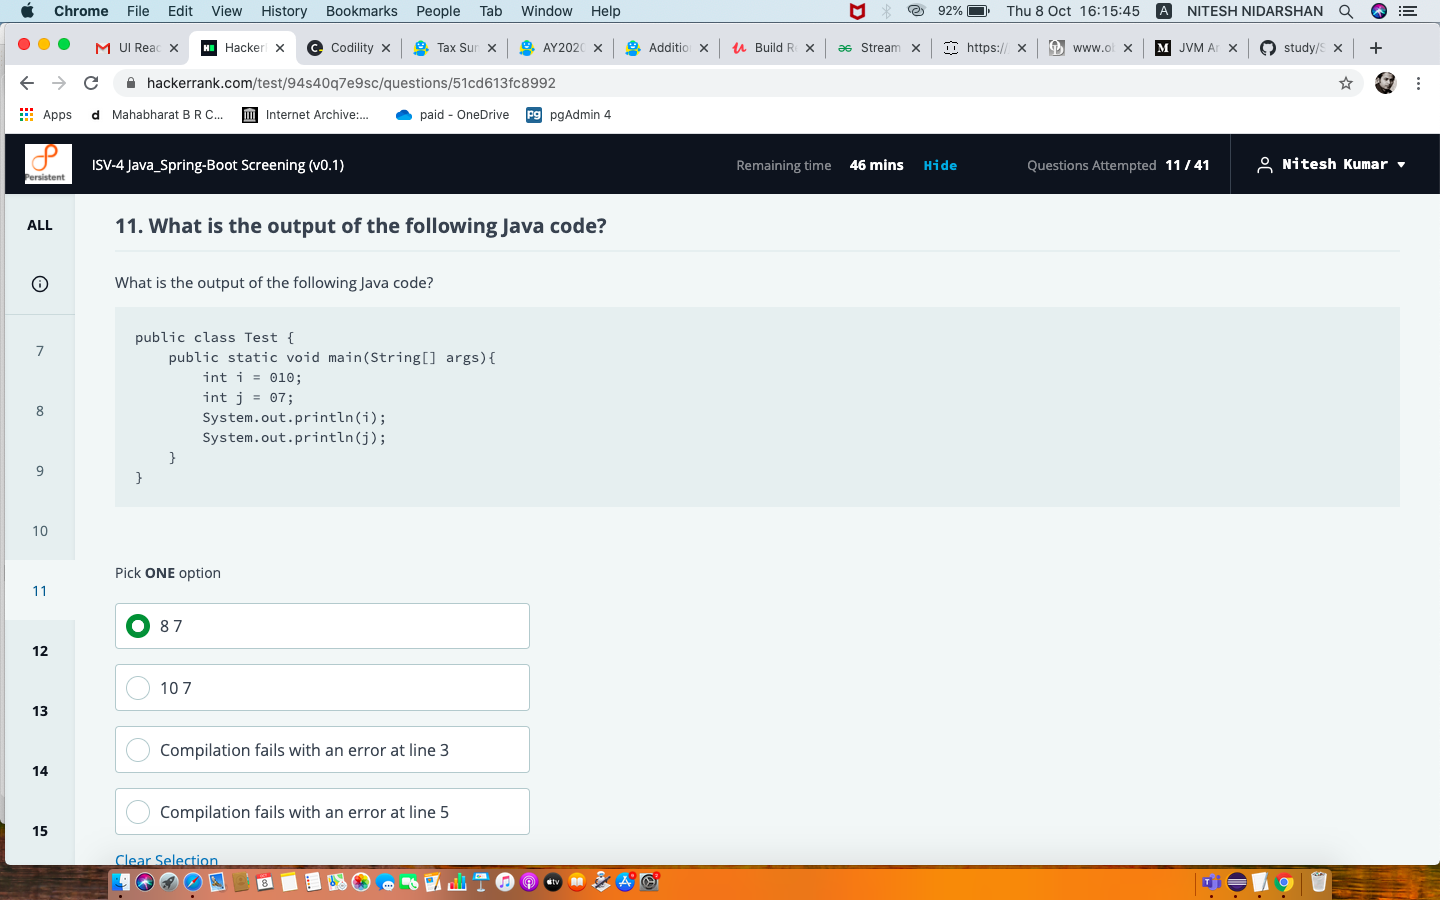 Chrome File Edit View History Bookmarks People Tab Window Help 92% Thu 8 Oct 16:15:45 A NITESH NIDARSHAN
UI Reac Hacker Codility Tax Sur AY2020 Additio Build R Stream https:// www.ol JVM Ar study/S
hackerrank.com/test/94s40q7e9sc/questions/51cd613fc8992
Apps Mahabharat B R C... Internet Archive:... paid - OneDrive pgAdmin 4
Persistent ISV-4 Java_Spring-Boot Screening (v0.1) Remaining time 46 mins Hide Questions Attempted 11 / 41 Nitesh Kumar
ALL
7
8
9
10
11
12
13
14
15
11. What is the output of the following Java code?
What is the output of the following Java code?
public class Test {
    public static void main(String[] args){
        int i = 010;
        int j = 07;
        System.out.println(i);
        System.out.println(j);
    }
}
Pick ONE option
8 7
10 7
Compilation fails with an error at line 3
Compilation fails with an error at line 5
Clear Selection